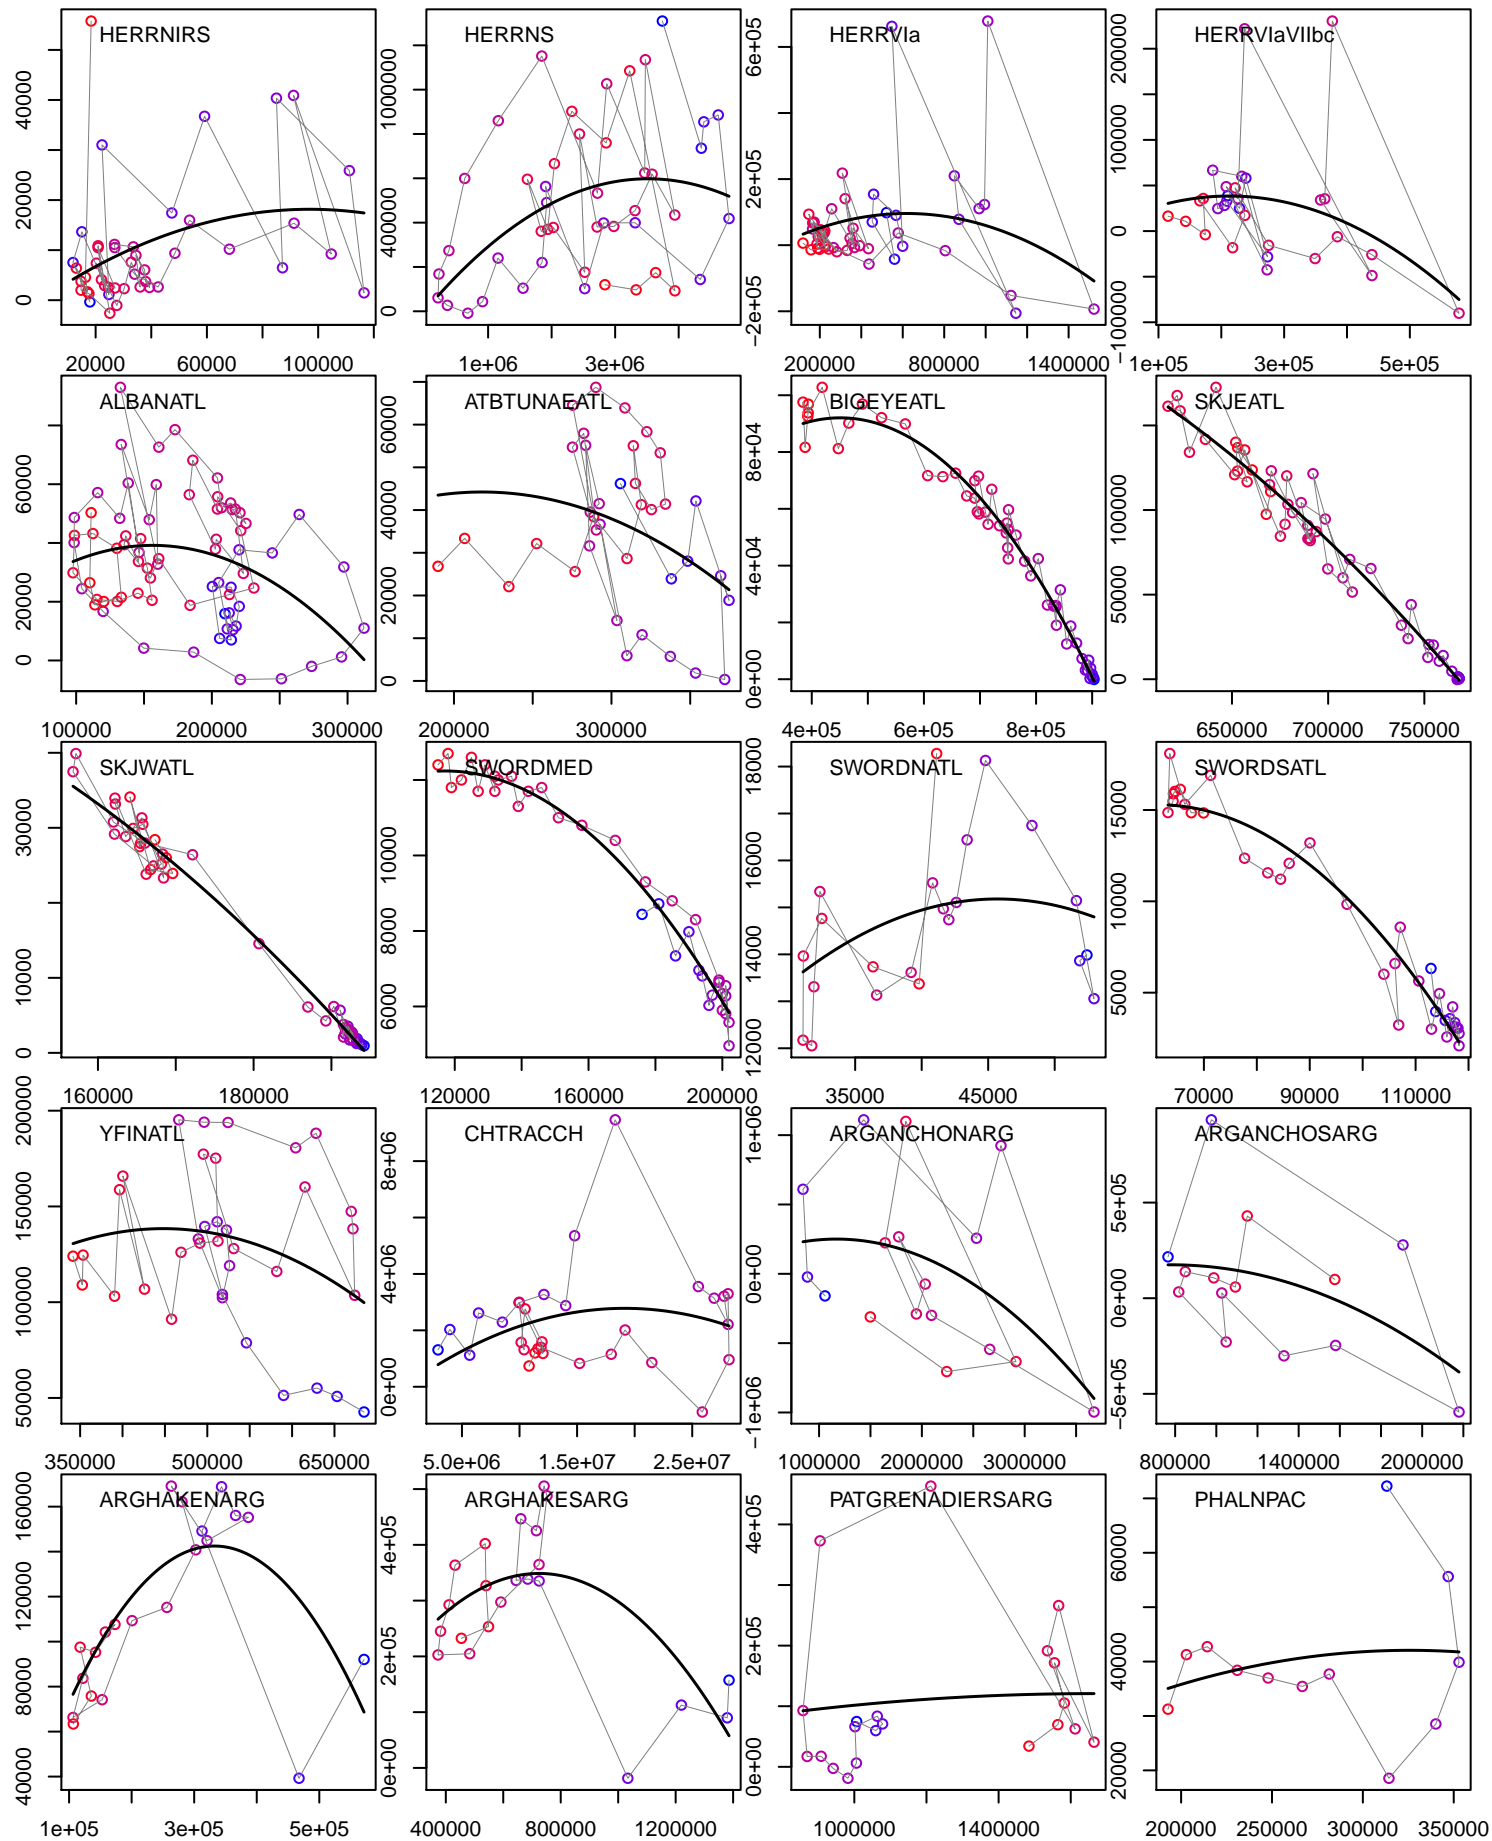 HERRNIRS
0 20000 40000
20000 60000 100000
HERRNS
0 400000 1000000
1e+06 3e+06
HERRVIa
−2e+05 2e+05 6e+05
200000 800000 1400000
HERRVIaVIIbc
−100000 0 100000 200000
1e+05 3e+05 5e+05
ALBANATL
0 20000 40000 60000
100000 200000 300000
ATBTUNAEATL
0 20000 40000 60000
200000 300000
BIGEYEATL
0e+00 4e+04 8e+04
4e+05 6e+05 8e+05
SKJEATL
0 50000 100000
650000 700000 750000
SKJWATL
0 10000 30000
160000 180000
SWORDMED
6000 8000 10000
120000 160000 200000
SWORDNATL
12000 14000 16000 18000
35000 45000
SWORDSATL
5000 10000 15000
70000 90000 110000
YFINATL
50000 100000 150000 200000
350000 500000 650000
CHTRACCH
0e+00 4e+06 8e+06
5.0e+06 1.5e+07 2.5e+07
ARGANCHONARG
−1e+06 0e+00 1e+06
1000000 2000000 3000000
ARGANCHOSARG
−5e+05 0e+00 5e+05
8000000 14000000 20000000
ARGHAKENARG
40000 80000 120000 160000
1e+05 3e+05 5e+05
ARGHAKESARG
0e+00 2e+05 4e+05
400000 800000 1200000
PATGRENADIERSARG
0e+00 2e+05 4e+05
1000000 1400000
PHALNPAC
20000 40000 60000
200000 250000 300000 350000